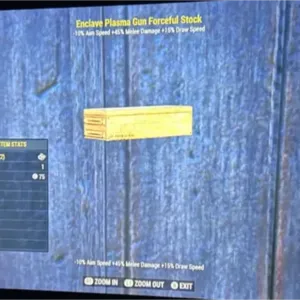 Enclave Plasma Gun Forceful Stock
-10% Aim Speed +45% Melee Damage +15% Draw Speed
ITEM STATS
1
75
-10% Aim Speed +45% Melee Damage +15% Draw Speed
ZOOM IN
ZOOM OUT
EXIT